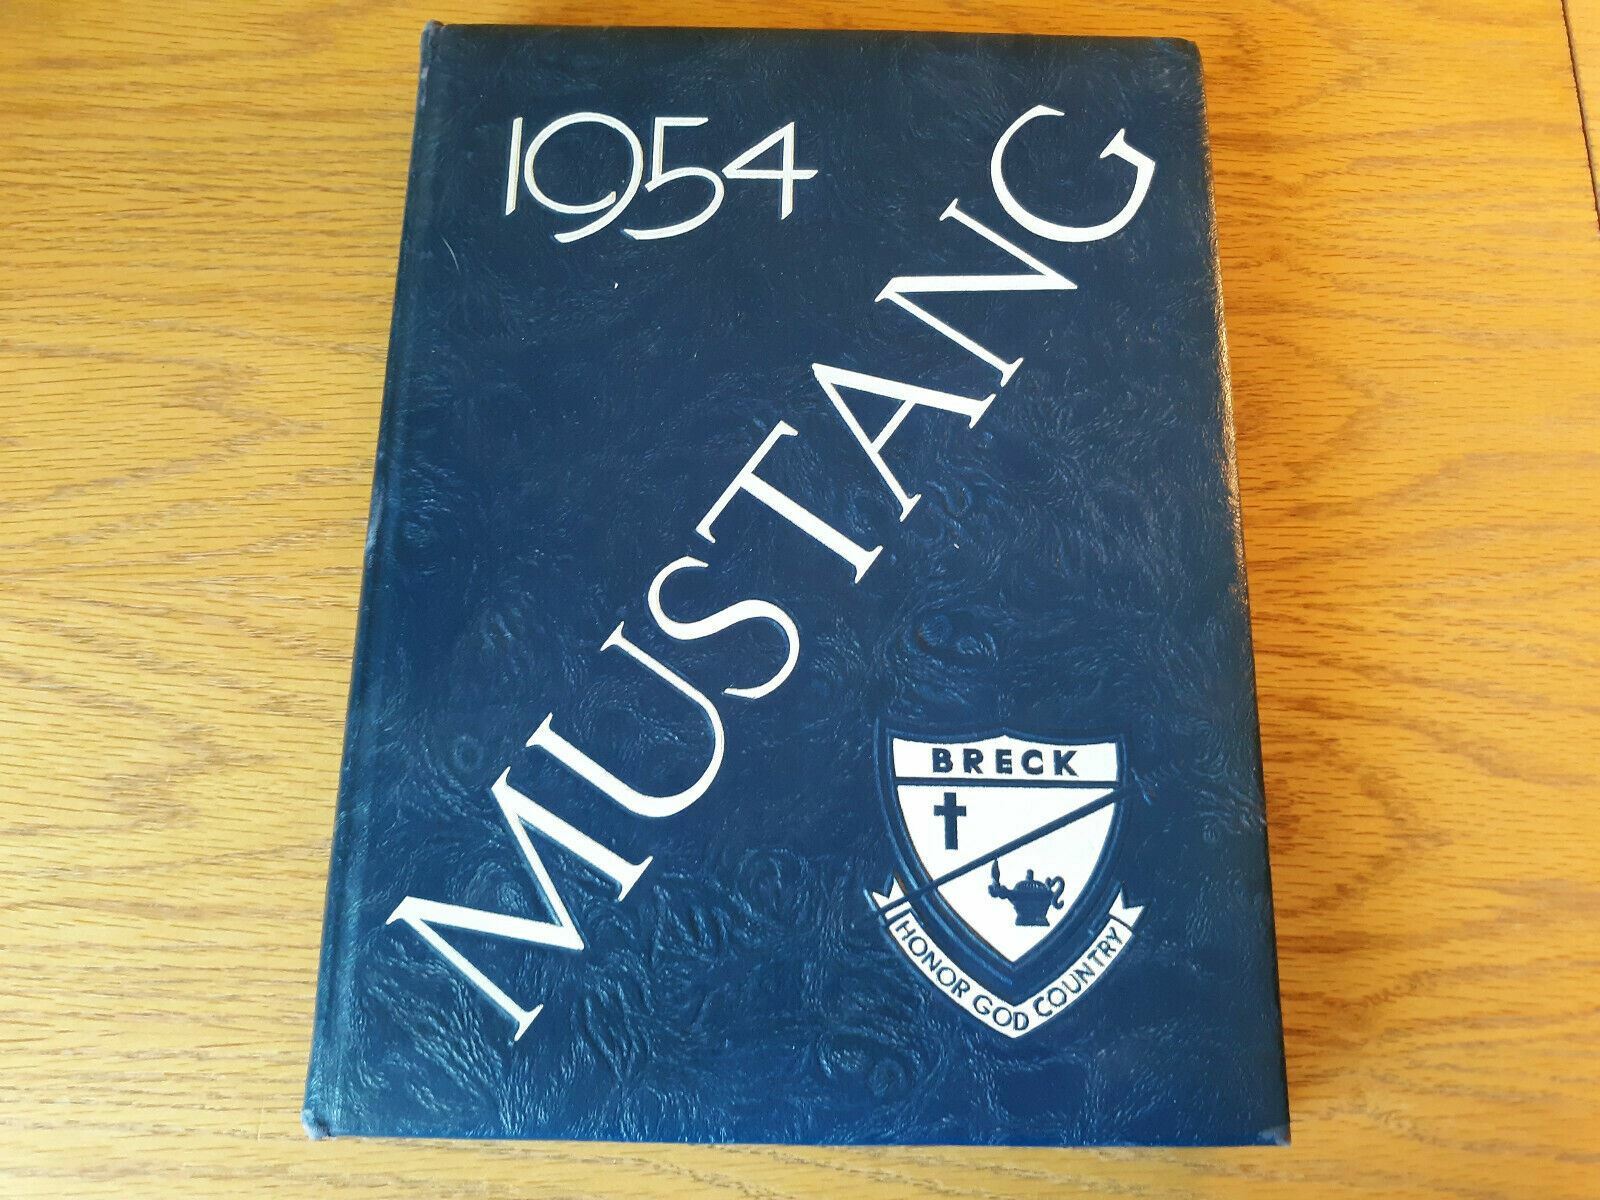 1954
MUSTANG
BRECK
HONOR GOD COUNTRY